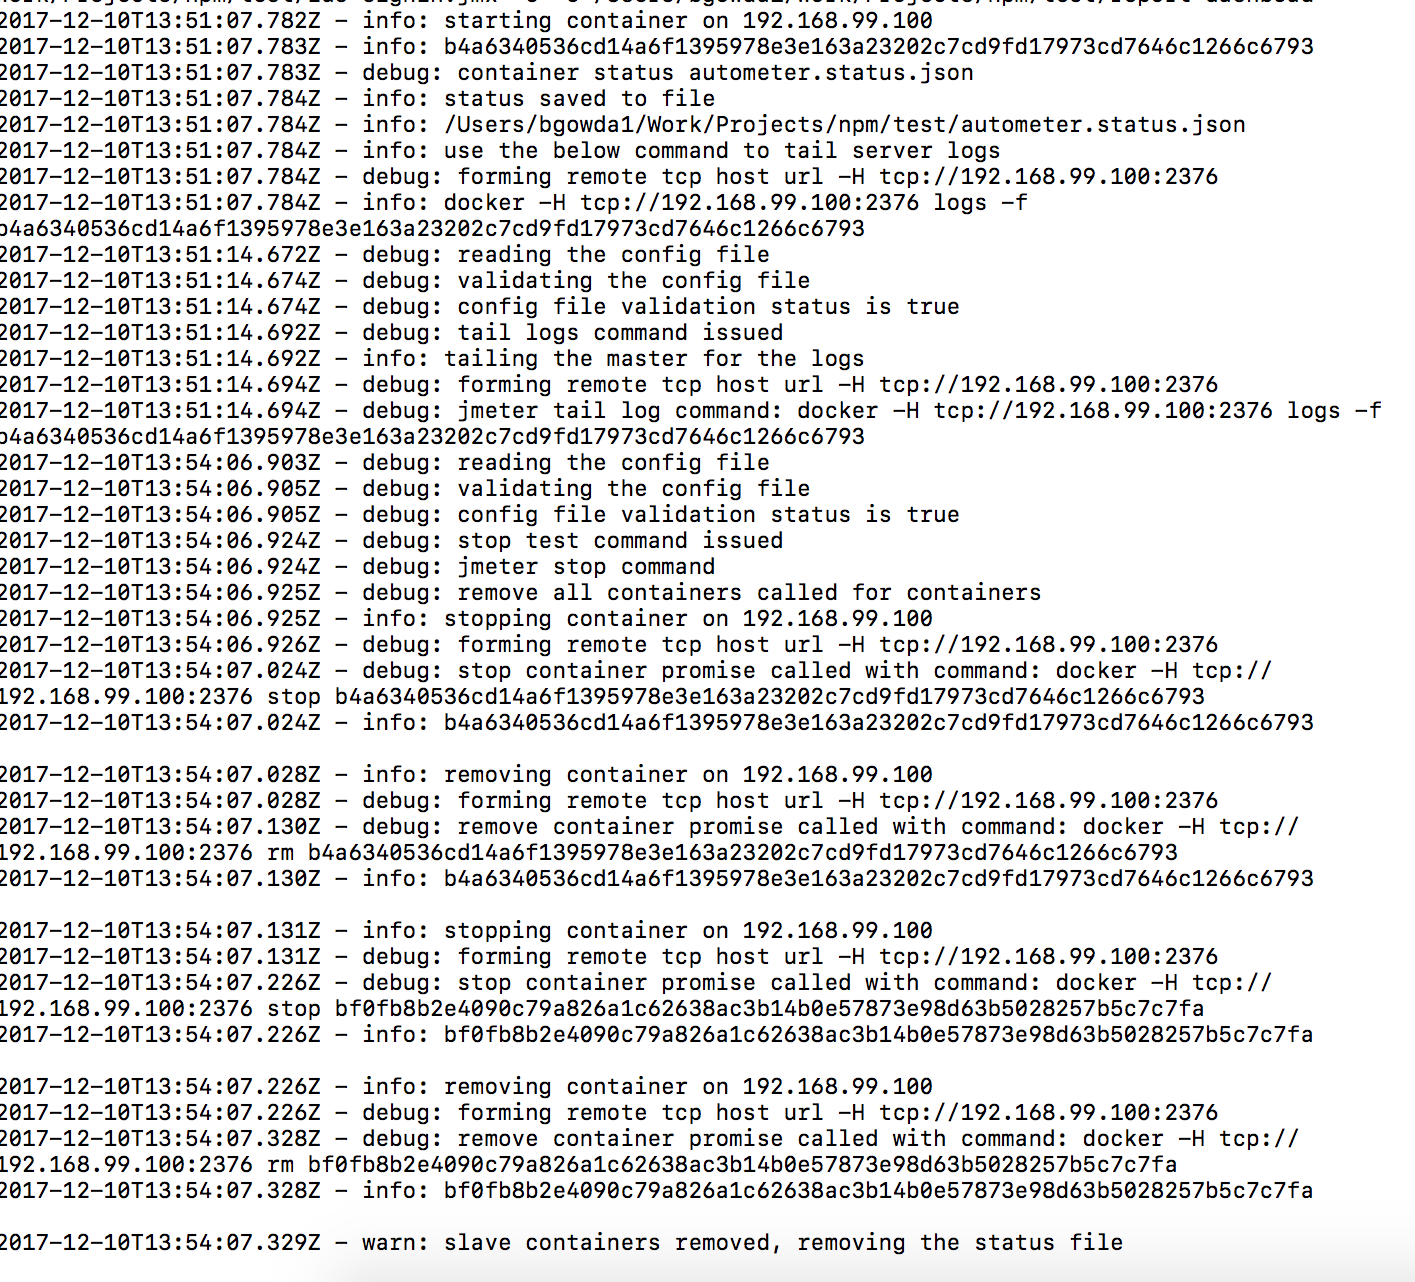 2017-12-10T13:51:07.782Z - info: starting container on 192.168.99.100
2017-12-10T13:51:07.783Z - info: b4a6340536cd14a6f1395978e3e163a23202c7cd9fd17973cd7646c1266c6793
2017-12-10T13:51:07.783Z - debug: container status autometer.status.json
2017-12-10T13:51:07.784Z - info: status saved to file
2017-12-10T13:51:07.784Z - info: /Users/bgowda1/Work/Projects/npm/test/autometer.status.json
2017-12-10T13:51:07.784Z - info: use the below command to tail server logs
2017-12-10T13:51:07.784Z - debug: forming remote tcp host url -H tcp://192.168.99.100:2376
2017-12-10T13:51:07.784Z - info: docker -H tcp://192.168.99.100:2376 logs -f
b4a6340536cd14a6f1395978e3e163a23202c7cd9fd17973cd7646c1266c6793
2017-12-10T13:51:14.672Z - debug: reading the config file
2017-12-10T13:51:14.674Z - debug: validating the config file
2017-12-10T13:51:14.674Z - debug: config file validation status is true
2017-12-10T13:51:14.692Z - debug: tail logs command issued
2017-12-10T13:51:14.692Z - info: tailing the master for the logs
2017-12-10T13:51:14.694Z - debug: forming remote tcp host url -H tcp://192.168.99.100:2376
2017-12-10T13:51:14.694Z - debug: jmeter tail log command: docker -H tcp://192.168.99.100:2376 logs -f
b4a6340536cd14a6f1395978e3e163a23202c7cd9fd17973cd7646c1266c6793
2017-12-10T13:54:06.903Z - debug: reading the config file
2017-12-10T13:54:06.905Z - debug: validating the config file
2017-12-10T13:54:06.905Z - debug: config file validation status is true
2017-12-10T13:54:06.924Z - debug: stop test command issued
2017-12-10T13:54:06.924Z - debug: jmeter stop command
2017-12-10T13:54:06.925Z - debug: remove all containers called for containers
2017-12-10T13:54:06.925Z - info: stopping container on 192.168.99.100
2017-12-10T13:54:06.926Z - debug: forming remote tcp host url -H tcp://192.168.99.100:2376
2017-12-10T13:54:07.024Z - debug: stop container promise called with command: docker -H tcp://
192.168.99.100:2376 stop b4a6340536cd14a6f1395978e3e163a23202c7cd9fd17973cd7646c1266c6793
2017-12-10T13:54:07.024Z - info: b4a6340536cd14a6f1395978e3e163a23202c7cd9fd17973cd7646c1266c6793
2017-12-10T13:54:07.028Z - info: removing container on 192.168.99.100
2017-12-10T13:54:07.028Z - debug: forming remote tcp host url -H tcp://192.168.99.100:2376
2017-12-10T13:54:07.130Z - debug: remove container promise called with command: docker -H tcp://
192.168.99.100:2376 rm b4a6340536cd14a6f1395978e3e163a23202c7cd9fd17973cd7646c1266c6793
2017-12-10T13:54:07.130Z - info: b4a6340536cd14a6f1395978e3e163a23202c7cd9fd17973cd7646c1266c6793
2017-12-10T13:54:07.131Z - info: stopping container on 192.168.99.100
2017-12-10T13:54:07.131Z - debug: forming remote tcp host url -H tcp://192.168.99.100:2376
2017-12-10T13:54:07.226Z - debug: stop container promise called with command: docker -H tcp://
192.168.99.100:2376 stop bf0fb8b2e4090c79a826a1c62638ac3b14b0e57873e98d63b5028257b5c7c7fa
2017-12-10T13:54:07.226Z - info: bf0fb8b2e4090c79a826a1c62638ac3b14b0e57873e98d63b5028257b5c7c7fa
2017-12-10T13:54:07.226Z - info: removing container on 192.168.99.100
2017-12-10T13:54:07.226Z - debug: forming remote tcp host url -H tcp://192.168.99.100:2376
2017-12-10T13:54:07.328Z - debug: remove container promise called with command: docker -H tcp://
192.168.99.100:2376 rm bf0fb8b2e4090c79a826a1c62638ac3b14b0e57873e98d63b5028257b5c7c7fa
2017-12-10T13:54:07.328Z - info: bf0fb8b2e4090c79a826a1c62638ac3b14b0e57873e98d63b5028257b5c7c7fa
2017-12-10T13:54:07.329Z - warn: slave containers removed, removing the status file